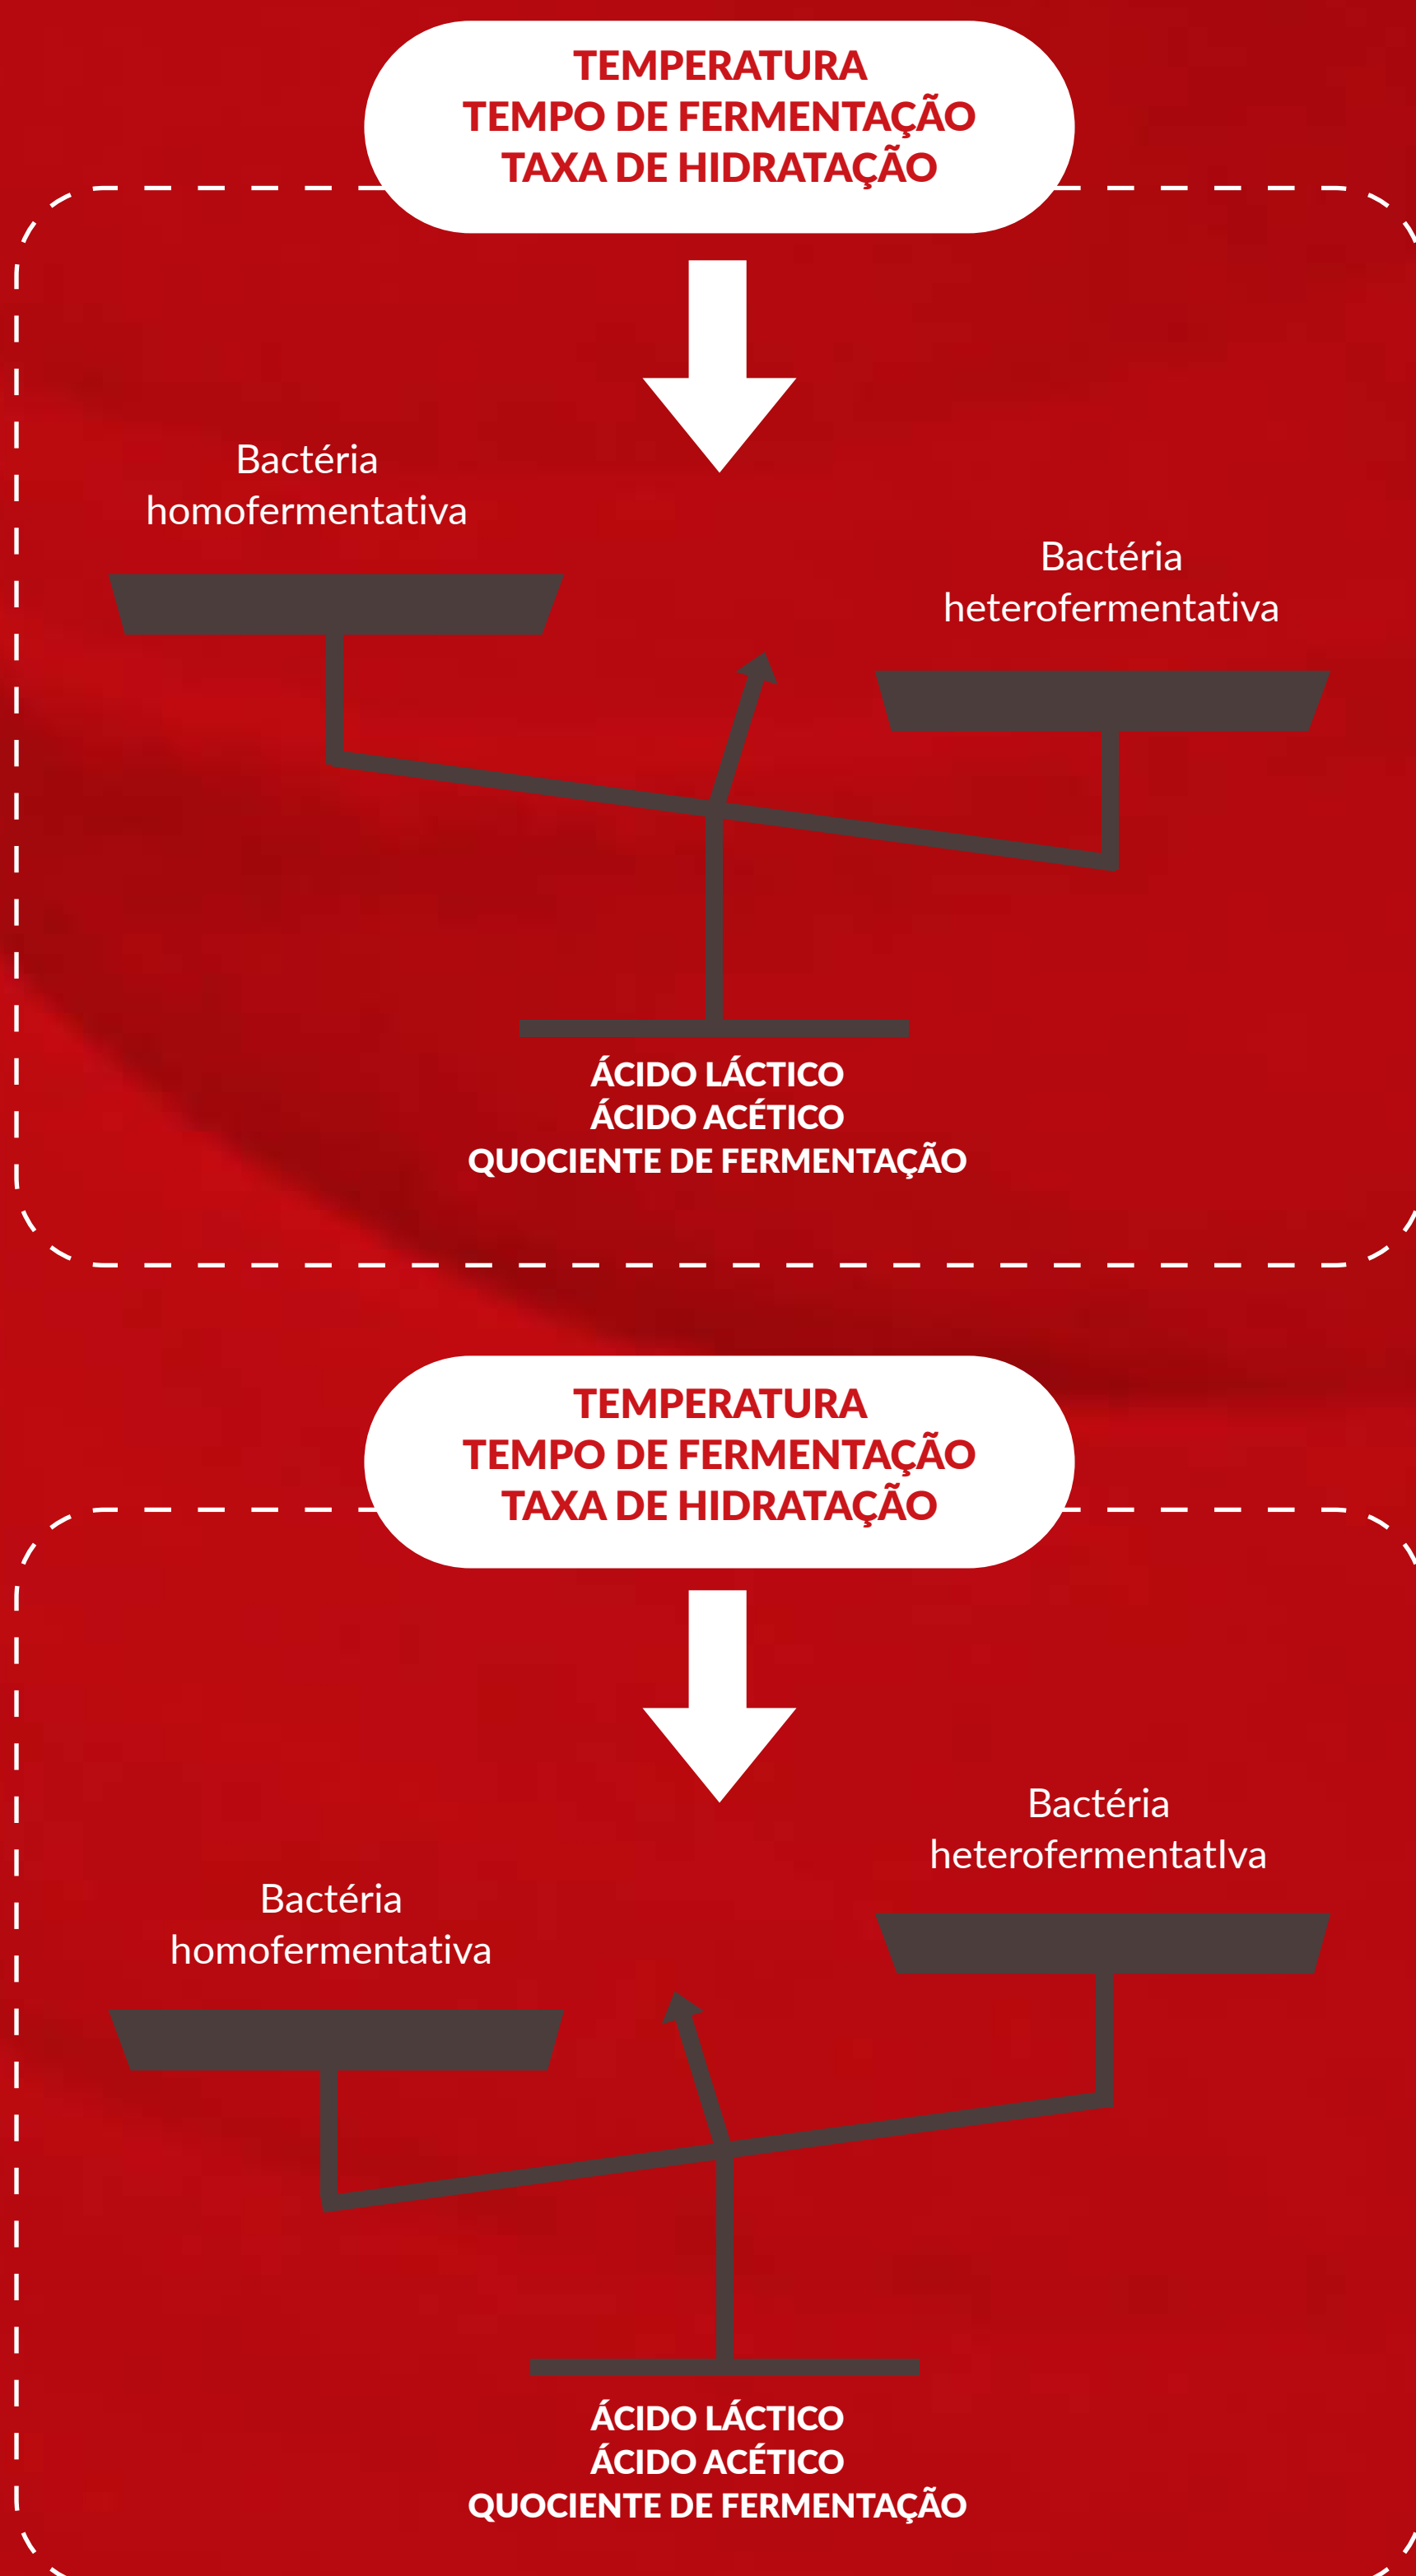 TEMPERATURA
TEMPO DE FERMENTAÇÃO
TAXA DE HIDRATAÇÃO
Bactéria
homofermentativa
Bactéria
heterofermentativa
ÁCIDO LÁCTICO
ÁCIDO ACÉTICO
QUOCIENTE DE FERMENTAÇÃO
TEMPERATURA
TEMPO DE FERMENTAÇÃO
TAXA DE HIDRATAÇÃO
Bactéria
heterofermentatIva
Bactéria
homofermentativa
ÁCIDO LÁCTICO
ÁCIDO ACÉTICO
QUOCIENTE DE FERMENTAÇÃO